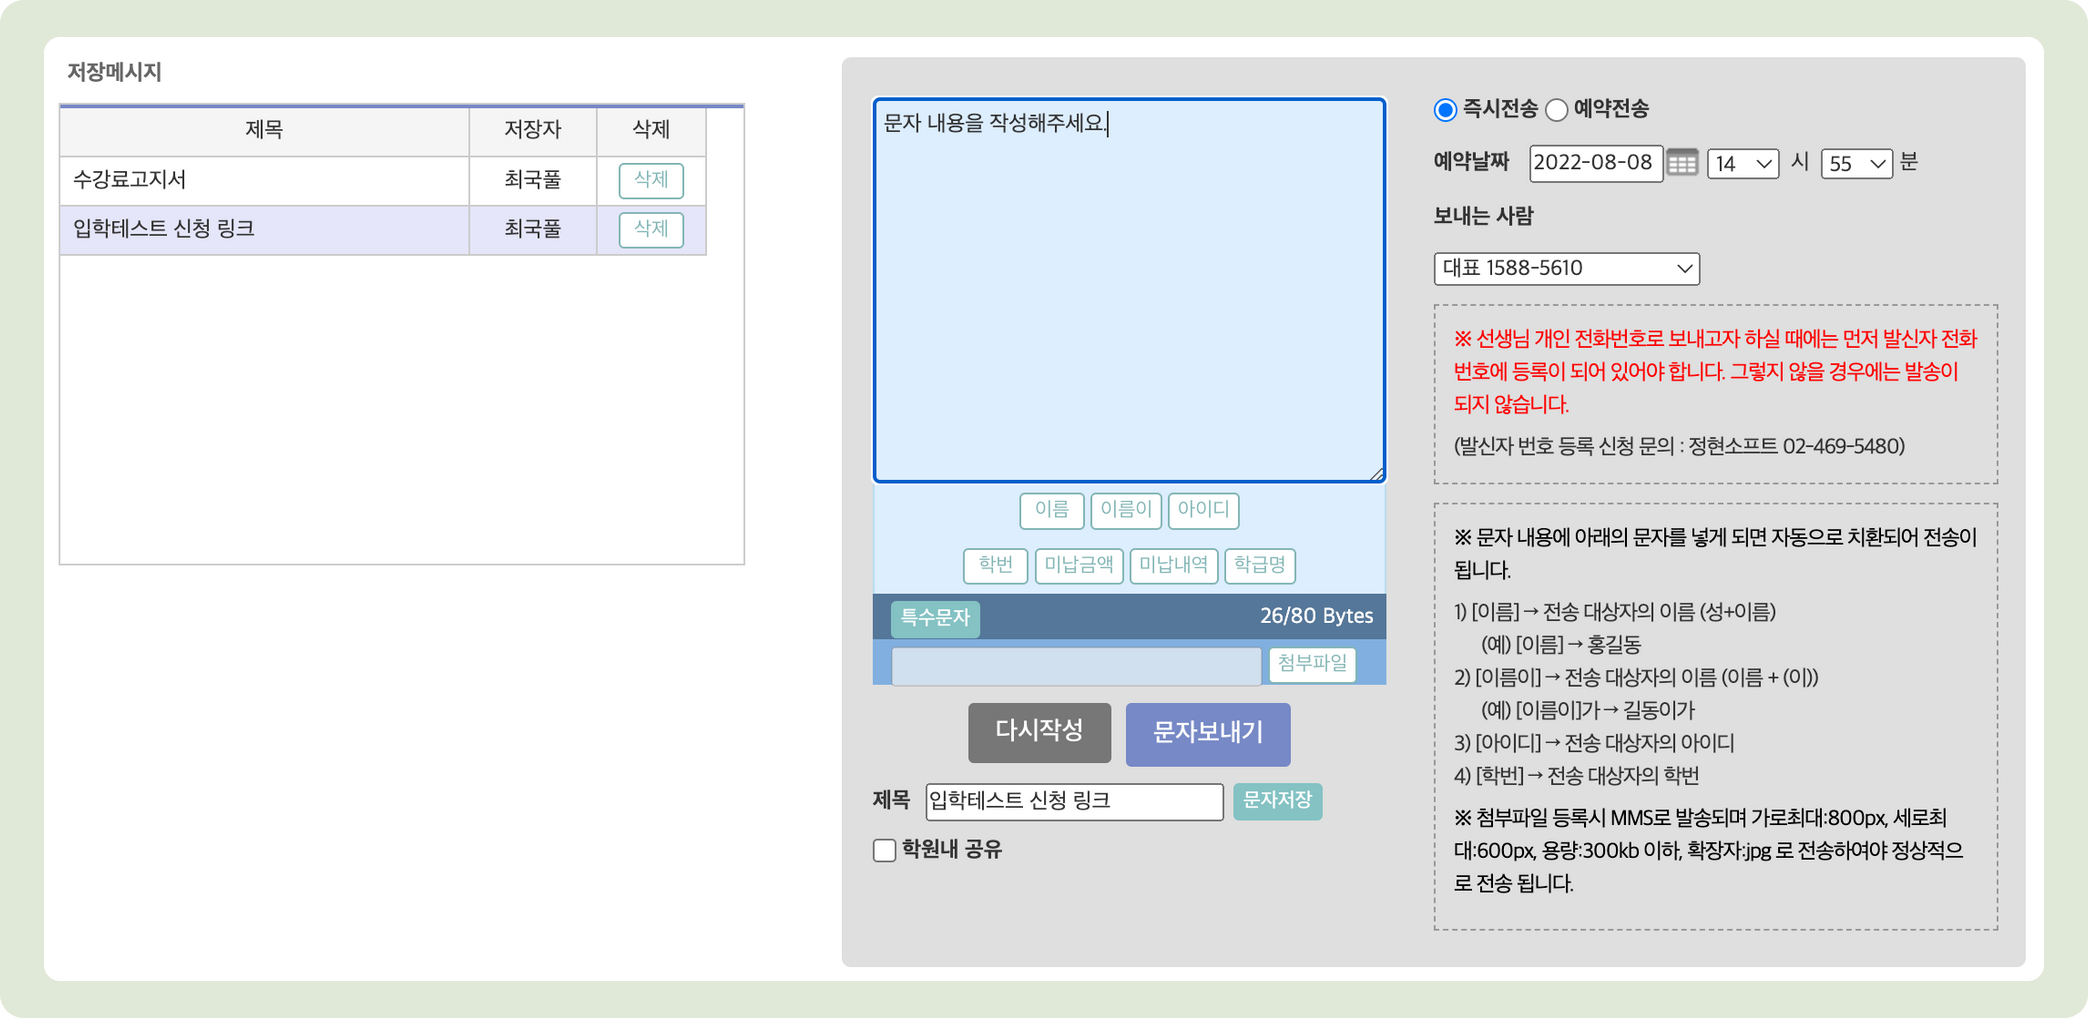 저장메시지
제목 저장자 삭제
수강료고지서 최국풀 삭제
입학테스트 신청 링크 최국풀 삭제
문자 내용을 작성해주세요.
이름 이름이 아이디
학번 미납금액 미납내역 학급명
특수문자 26/80 Bytes
첨부파일
다시작성 문자보내기
제목 입학테스트 신청 링크 문자저장
학원내 공유
즉시전송 예약전송
예약날짜 2022-08-08 14 시 55 분
보내는 사람
대표 1588-5610
※ 선생님 개인 전화번호로 보내고자 하실 때에는 먼저 발신자 전화
번호에 등록이 되어 있어야 합니다. 그렇지 않을 경우에는 발송이
되지 않습니다.
(발신자 번호 등록 신청 문의 : 정현소프트 02-469-5480)
※ 문자 내용에 아래의 문자를 넣게 되면 자동으로 치환되어 전송이
됩니다.
1) [이름] → 전송 대상자의 이름 (성+이름)
(예) [이름] → 홍길동
2) [이름이] → 전송 대상자의 이름 (이름 + (이))
(예) [이름이]가 → 길동이가
3) [아이디] → 전송 대상자의 아이디
4) [학번] → 전송 대상자의 학번
※ 첨부파일 등록시 MMS로 발송되며 가로최대:800px, 세로최
대:600px, 용량:300kb 이하, 확장자:jpg 로 전송하여야 정상적으
로 전송 됩니다.